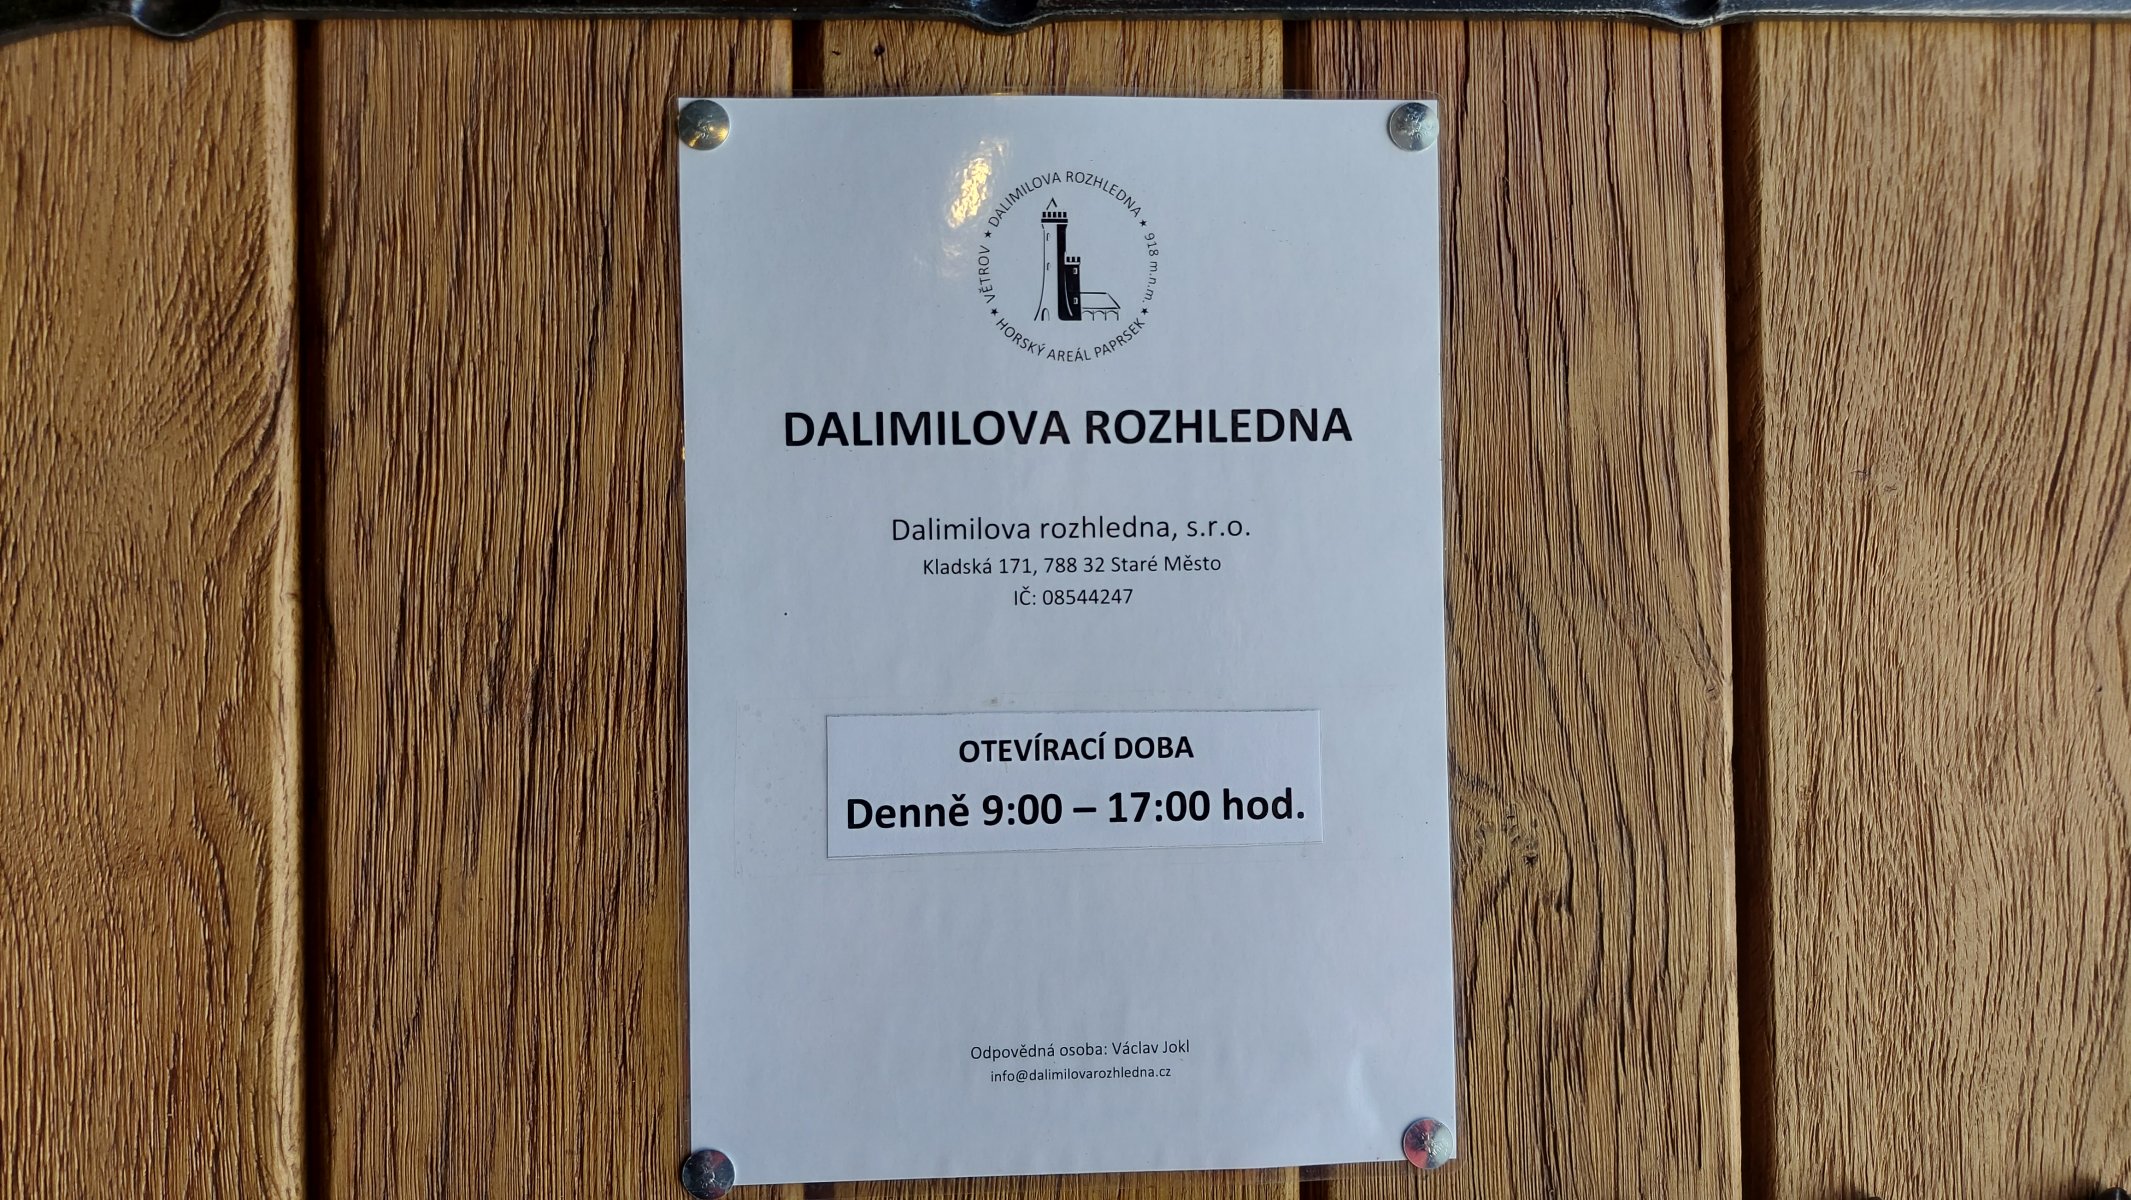 ★ DALIMILOVA ROZHLEDNA ★ 918 m.n.m. ★ HORSKÝ AREÁL PAPRSEK ★ VĚTROV
DALIMILOVA ROZHLEDNA
Dalimilova rozhledna, s.r.o.
Kladská 171, 788 32 Staré Město
IČ: 08544247
OTEVÍRACÍ DOBA
Denně 9:00 – 17:00 hod.
Odpovědná osoba: Václav Jokl
info@dalimilovarozhledna.cz